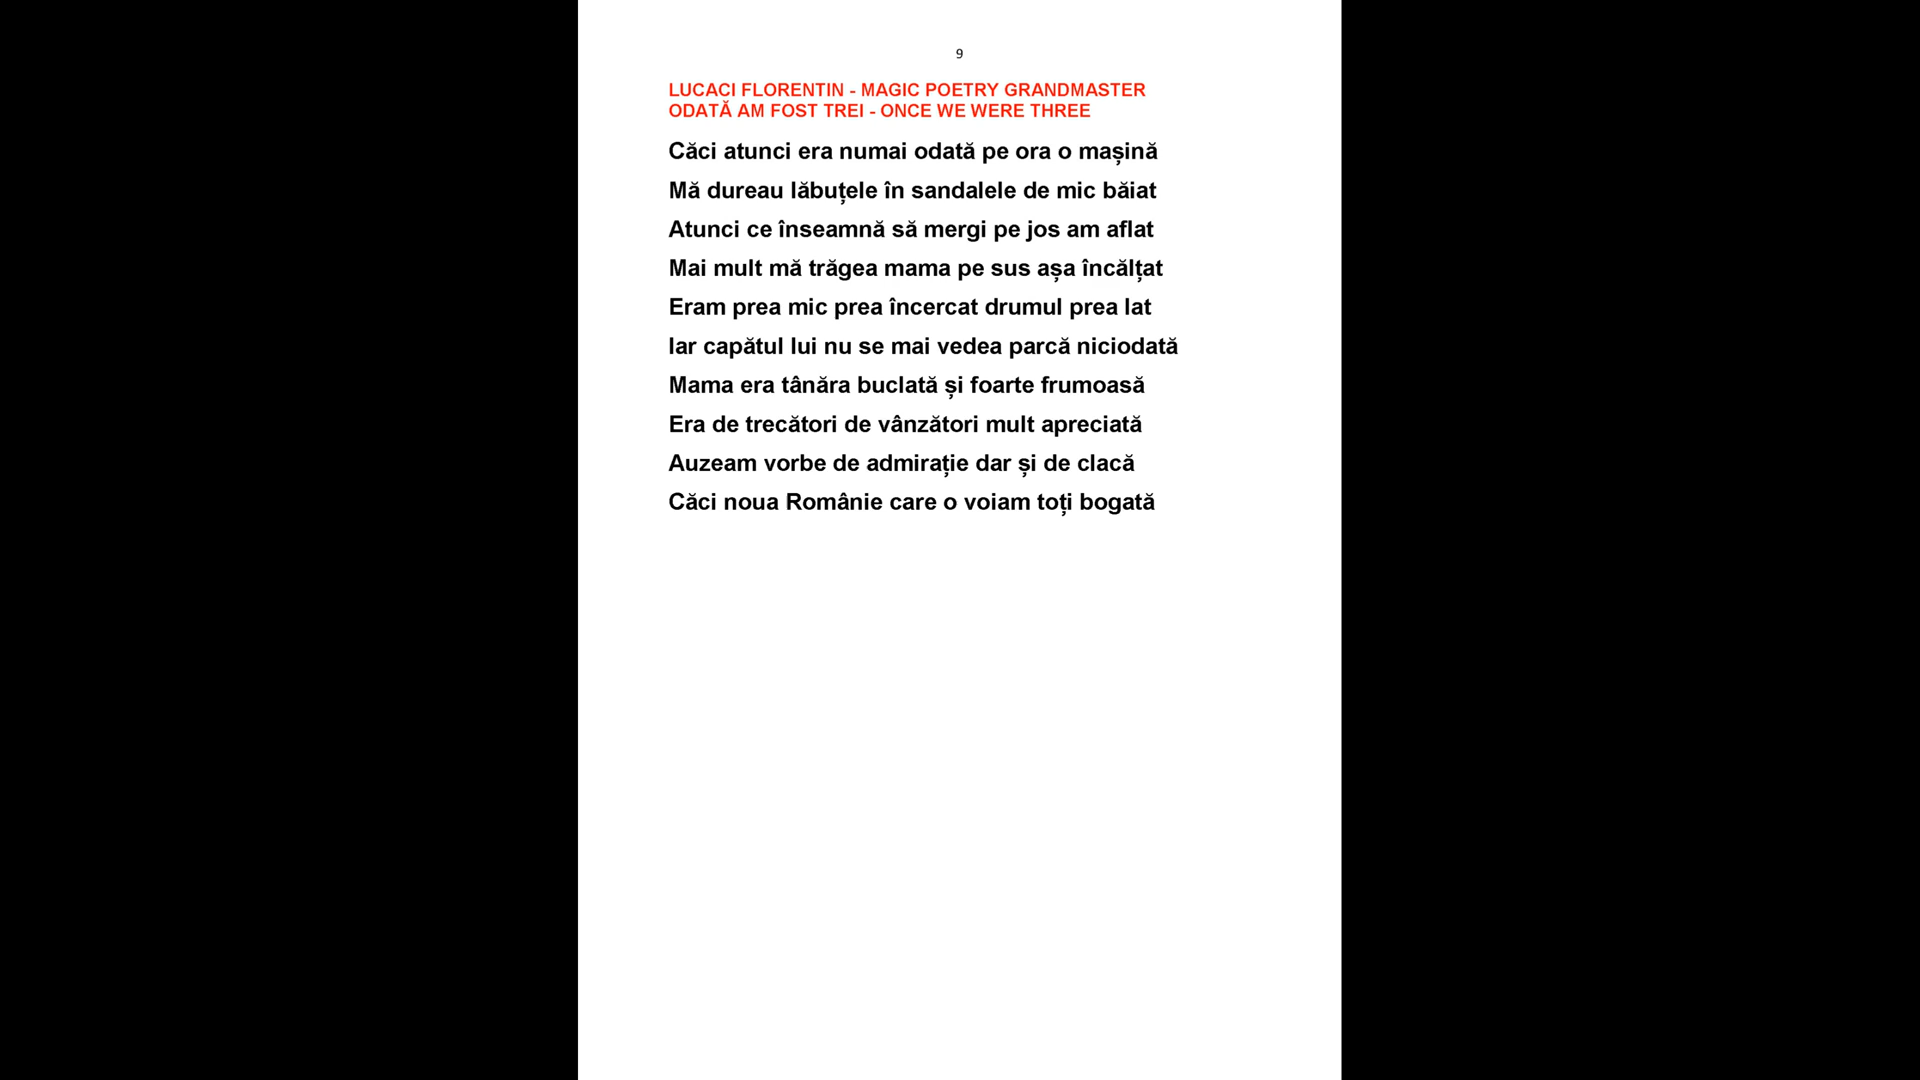 9
LUCACI FLORENTIN - MAGIC POETRY GRANDMASTER
ODATĂ AM FOST TREI - ONCE WE WERE THREE
Căci atunci era numai odată pe ora o mașină
Mă dureau lăbuțele în sandalele de mic băiat
Atunci ce înseamnă să mergi pe jos am aflat
Mai mult mă trăgea mama pe sus așa încălțat
Eram prea mic prea încercat drumul prea lat
Iar capătul lui nu se mai vedea parcă niciodată
Mama era tânăra buclată și foarte frumoasă
Era de trecători de vânzători mult apreciată
Auzeam vorbe de admirație dar și de clacă
Căci noua Românie care o voiam toți bogată